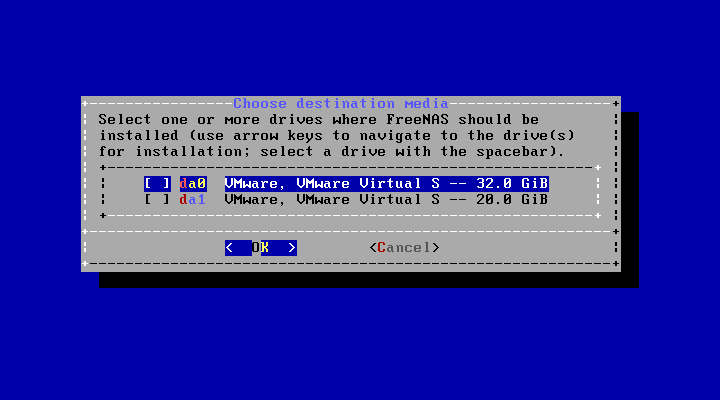 Choose destination media
Select one or more drives where FreeNAS should be
installed (use arrow keys to navigate to the drive(s)
for installation; select a drive with the spacebar).
[ ] da0 VMware, VMware Virtual S -- 32.0 GiB
[ ] da1 VMware, VMware Virtual S -- 20.0 GiB
< OK > <Cancel>